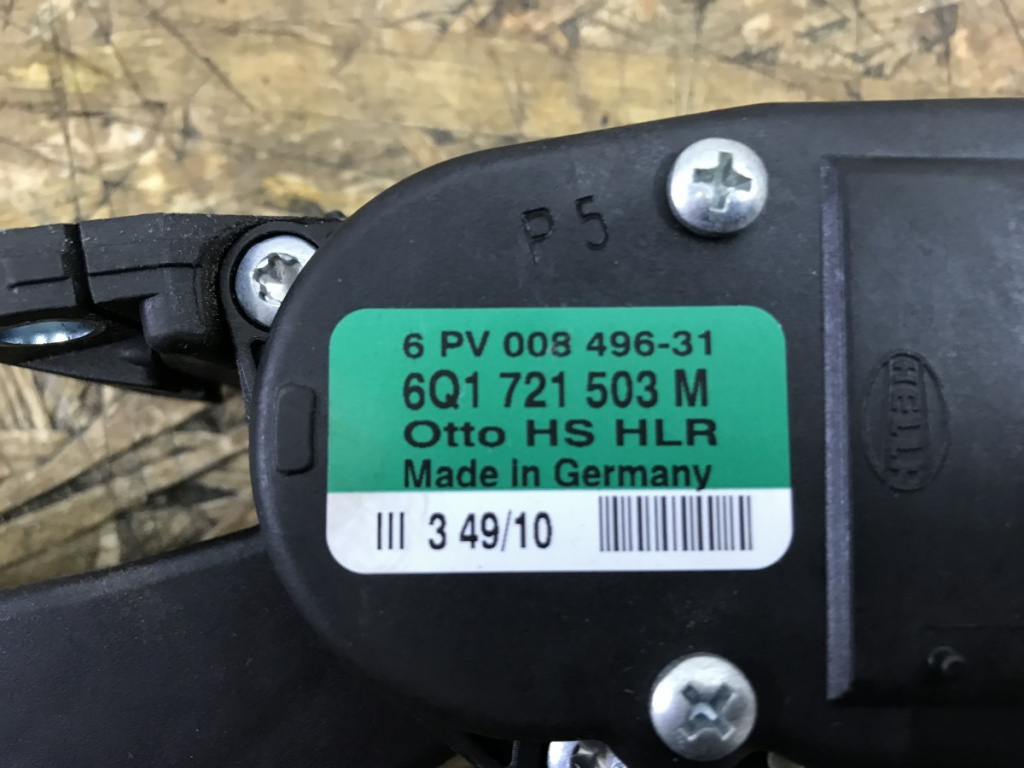 P 5
6 PV 008 496-31
6Q1 721 503 M
Otto HS HLR
Made in Germany
III 3 49/10
HELLA